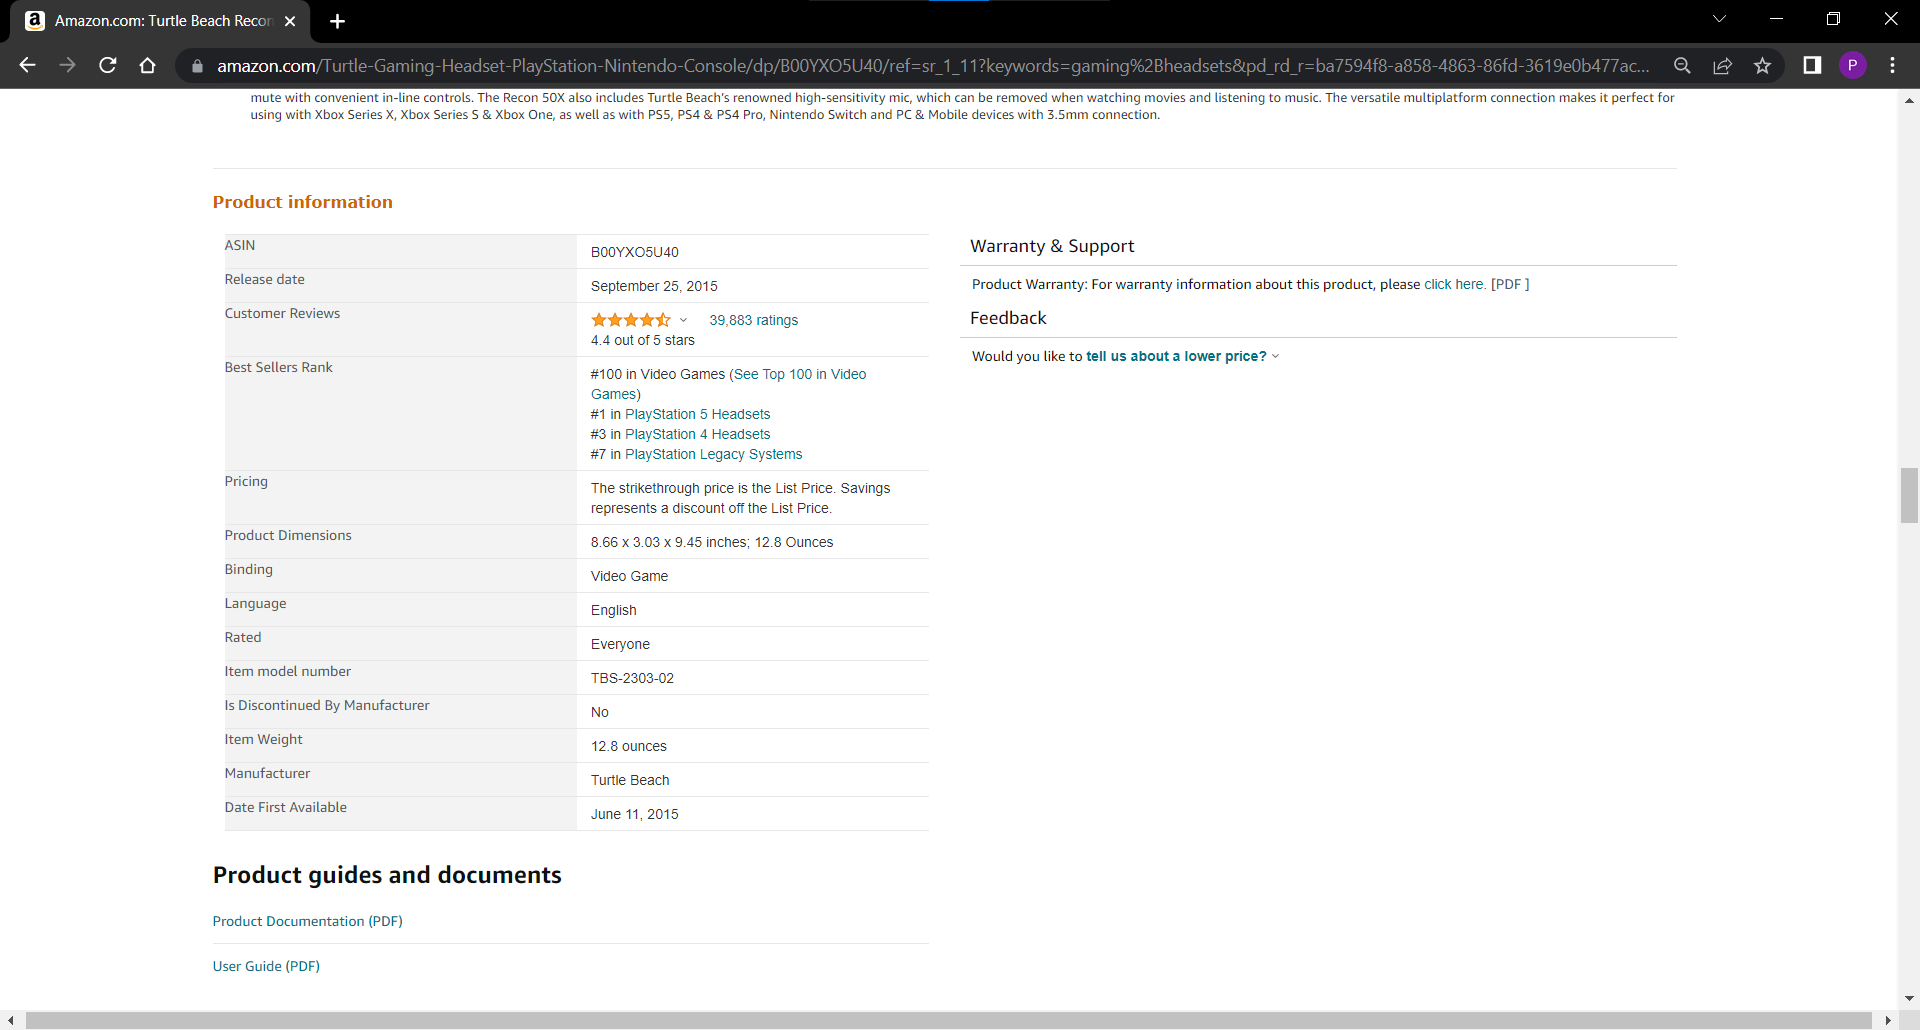 Amazon.com: Turtle Beach Recon
amazon.com/Turtle-Gaming-Headset-PlayStation-Nintendo-Console/dp/B00YXO5U40/ref=sr_1_11?keywords=gaming%2Bheadsets&pd_rd_r=ba7594f8-a858-4863-86fd-3619e0b477ac...
P
mute with convenient in-line controls. The Recon 50X also includes Turtle Beach's renowned high-sensitivity mic, which can be removed when watching movies and listening to music. The versatile multiplatform connection makes it perfect for
using with Xbox Series X, Xbox Series S & Xbox One, as well as with PS5, PS4 & PS4 Pro, Nintendo Switch and PC & Mobile devices with 3.5mm connection.
Product information
ASIN
B00YXO5U40
Release date
September 25, 2015
Customer Reviews
39,883 ratings
4.4 out of 5 stars
Best Sellers Rank
#100 in Video Games (See Top 100 in Video
Games)
#1 in PlayStation 5 Headsets
#3 in PlayStation 4 Headsets
#7 in PlayStation Legacy Systems
Pricing
The strikethrough price is the List Price. Savings
represents a discount off the List Price.
Product Dimensions
8.66 x 3.03 x 9.45 inches; 12.8 Ounces
Binding
Video Game
Language
English
Rated
Everyone
Item model number
TBS-2303-02
Is Discontinued By Manufacturer
No
Item Weight
12.8 ounces
Manufacturer
Turtle Beach
Date First Available
June 11, 2015
Warranty & Support
Product Warranty: For warranty information about this product, please click here. [PDF ]
Feedback
Would you like to tell us about a lower price?
Product guides and documents
Product Documentation (PDF)
User Guide (PDF)